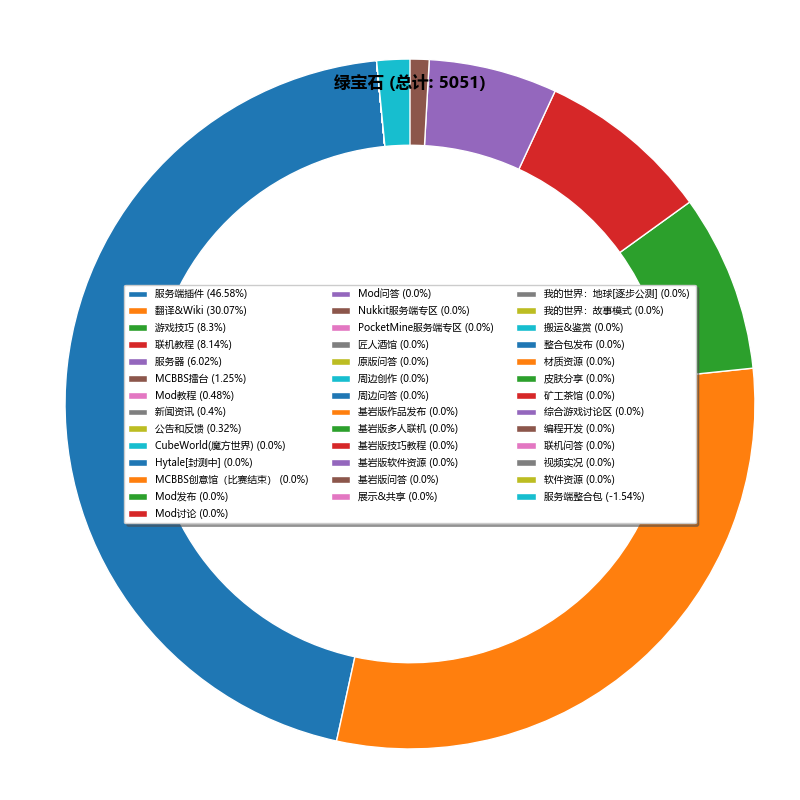 绿宝石 (总计: 5051)
服务端插件 (46.58%)
翻译&Wiki (30.07%)
游戏技巧 (8.3%)
联机教程 (8.14%)
服务器 (6.02%)
MCBBS擂台 (1.25%)
Mod教程 (0.48%)
新闻资讯 (0.4%)
公告和反馈 (0.32%)
CubeWorld(魔方世界) (0.0%)
Hytale[封测中] (0.0%)
MCBBS创意馆（比赛结束） (0.0%)
Mod发布 (0.0%)
Mod讨论 (0.0%)
Mod问答 (0.0%)
Nukkit服务端专区 (0.0%)
PocketMine服务端专区 (0.0%)
匠人酒馆 (0.0%)
原版问答 (0.0%)
周边创作 (0.0%)
周边问答 (0.0%)
基岩版作品发布 (0.0%)
基岩版多人联机 (0.0%)
基岩版技巧教程 (0.0%)
基岩版软件资源 (0.0%)
基岩版问答 (0.0%)
展示&共享 (0.0%)
我的世界：地球[逐步公测] (0.0%)
我的世界：故事模式 (0.0%)
搬运&鉴赏 (0.0%)
整合包发布 (0.0%)
材质资源 (0.0%)
皮肤分享 (0.0%)
矿工茶馆 (0.0%)
综合游戏讨论区 (0.0%)
编程开发 (0.0%)
联机问答 (0.0%)
视频实况 (0.0%)
软件资源 (0.0%)
服务端整合包 (-1.54%)